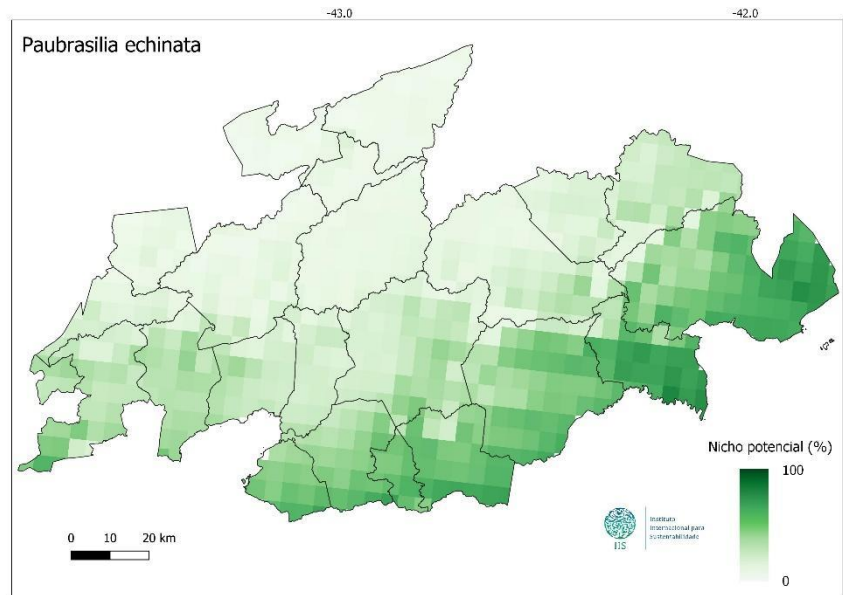 -43.0
-42.0
Paubrasilia echinata
Nicho potencial (%)
100
0
0 10 20 km
IIS
Instituto
Internacional para
Sustentabilidade